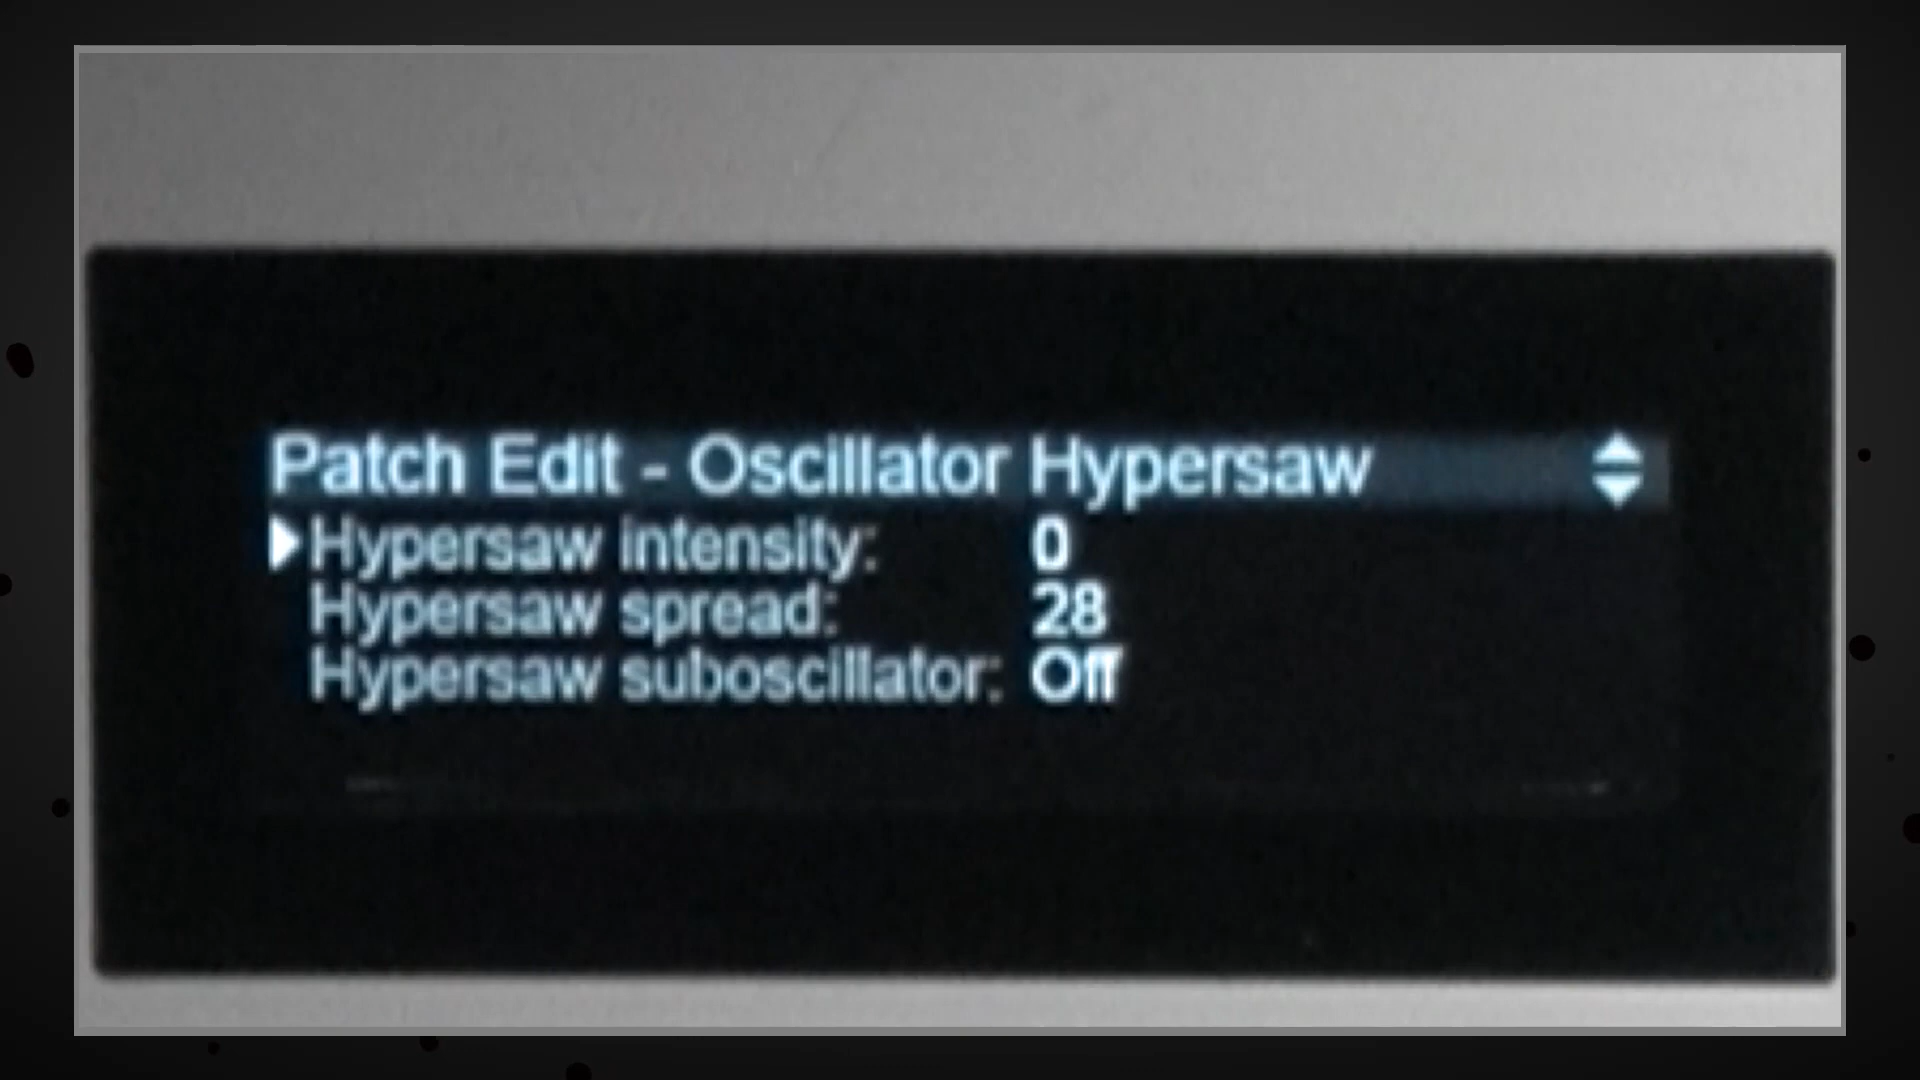 Patch Edit - Oscillator Hypersaw
Hypersaw intensity: 0
Hypersaw spread: 28
Hypersaw suboscillator: Off